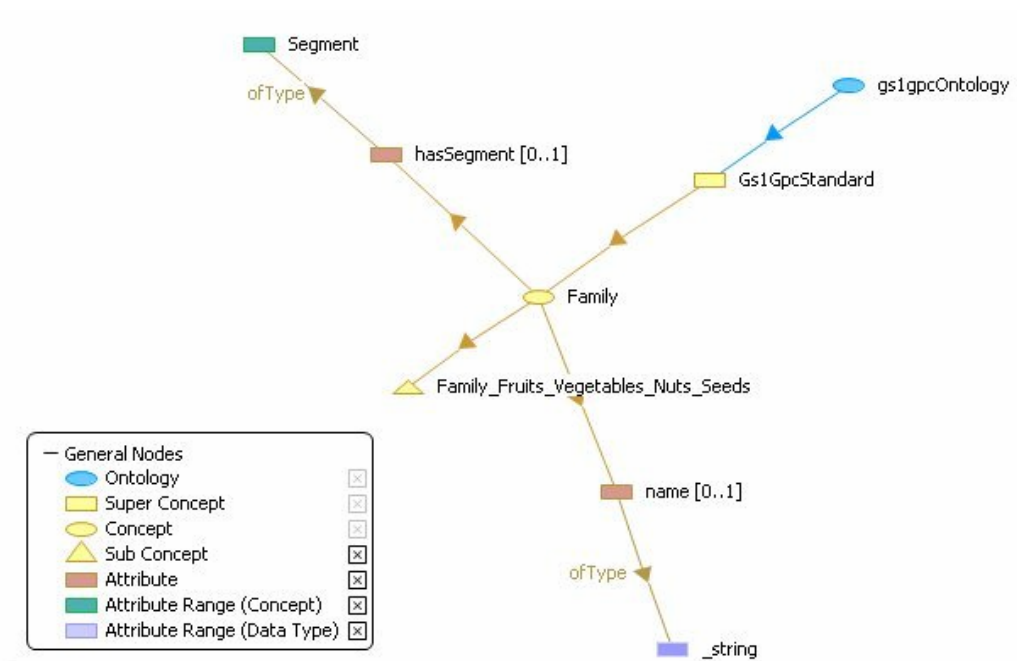 Segment
ofType
gs1gpcOntology
hasSegment [0..1]
Gs1GpcStandard
Family
Family_Fruits_Vegetables_Nuts_Seeds
name [0..1]
ofType
_string
General Nodes
Ontology
Super Concept
Concept
Sub Concept
Attribute
Attribute Range (Concept)
Attribute Range (Data Type)